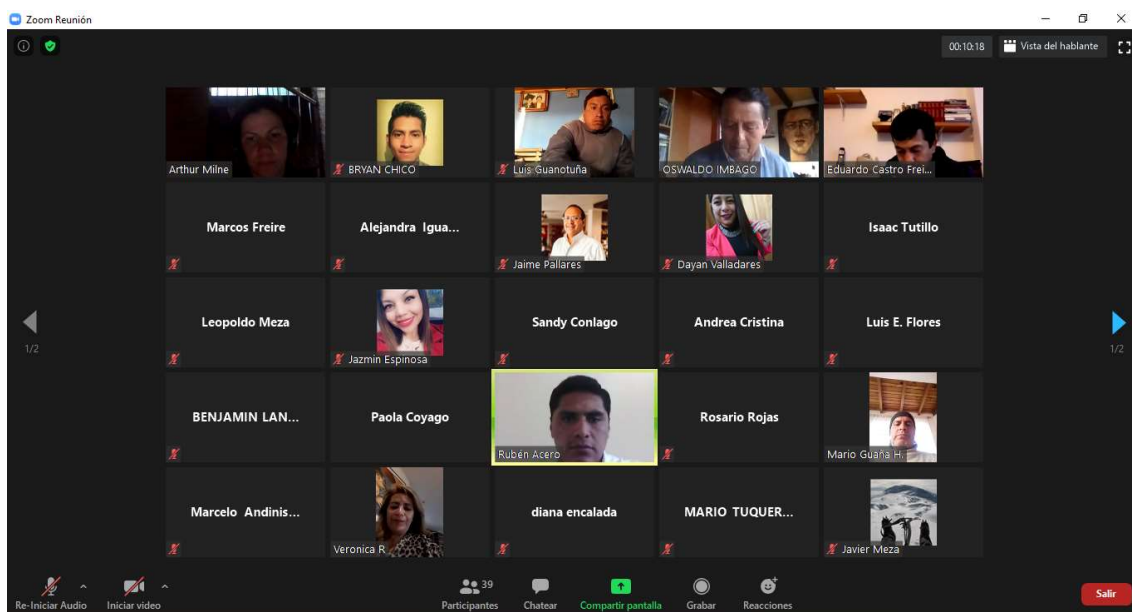 Zoom Reunión
00:10:18 Vista del hablante
Arthur Milne
BRYAN CHICO
Luis Guanotuña
OSWALDO IMBAGO
Eduardo Castro Frei...
Marcos Freire
Alejandra Igua...
Jaime Pallares
Dayan Valladares
Isaac Tutillo
Leopoldo Meza
Jazmin Espinosa
Sandy Conlago
Andrea Cristina
Luis E. Flores
1/2
1/2
BENJAMIN LAN...
Paola Coyago
Rubén Acero
Rosario Rojas
Mario Guaña H.
Marcelo Andinis...
Veronica R
diana encalada
MARIO TUQUER...
Javier Meza
Re-Iniciar Audio
Iniciar video
39
Participantes
Chatear
Compartir pantalla
Grabar
Reacciones
Salir